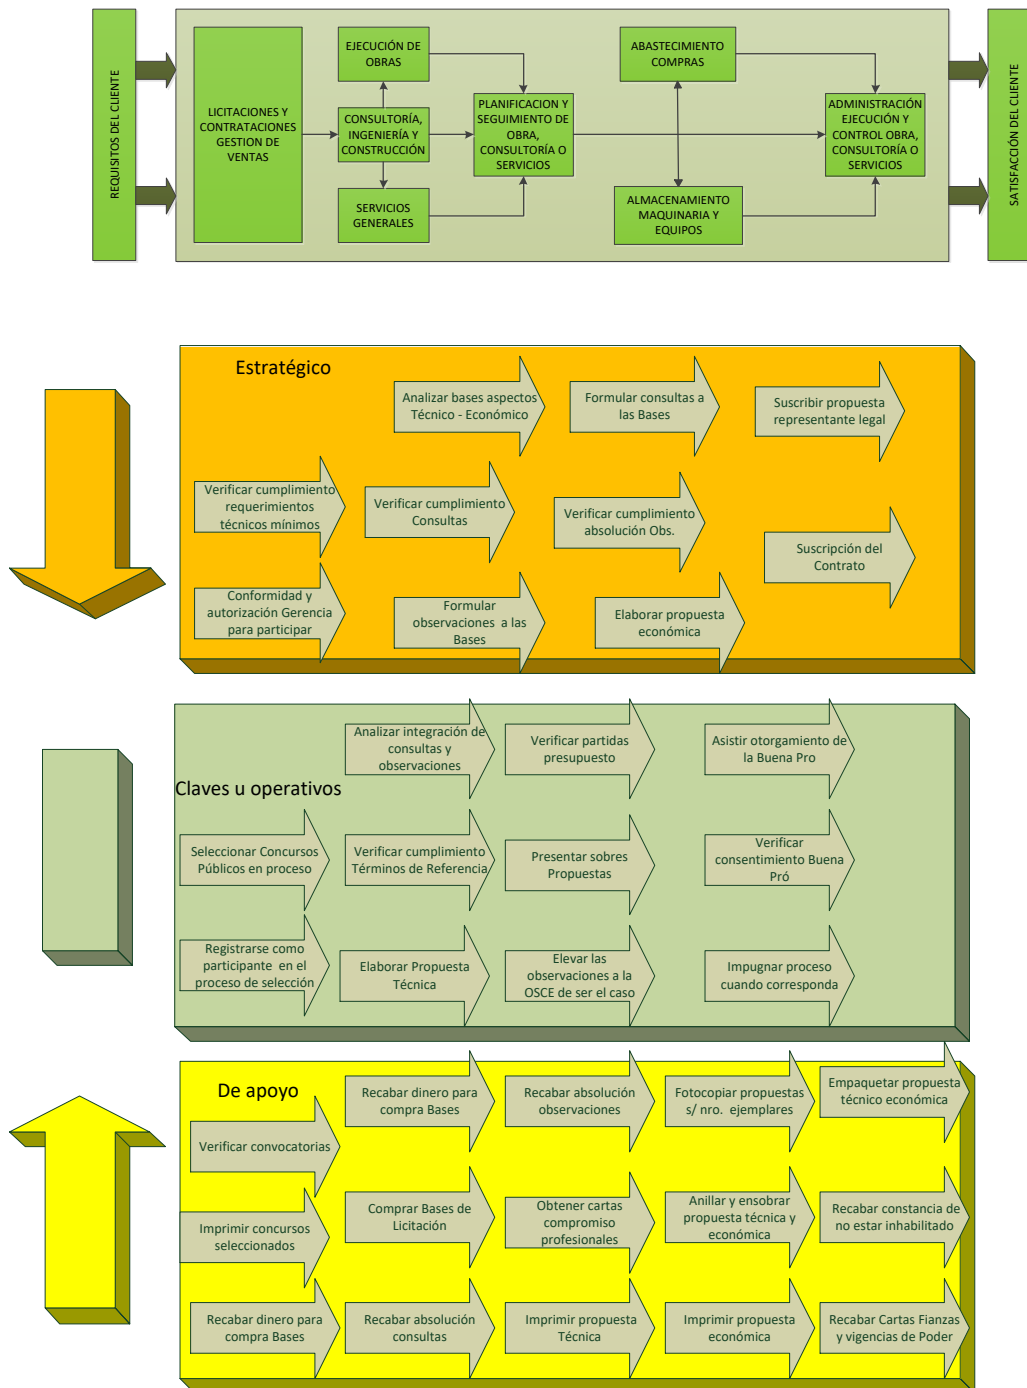 REQUISITOS DEL CLIENTE
LICITACIONES Y
CONTRATACIONES
GESTION DE
VENTAS
EJECUCIÓN DE
OBRAS
CONSULTORÍA,
INGENIERÍA Y
CONSTRUCCIÓN
SERVICIOS
GENERALES
PLANIFICACION Y
SEGUIMIENTO DE
OBRA,
CONSULTORÍA O
SERVICIOS
ABASTECIMIENTO
COMPRAS
ALMACENAMIENTO
MAQUINARIA Y
EQUIPOS
ADMINISTRACIÓN
EJECUCIÓN Y
CONTROL OBRA,
CONSULTORÍA O
SERVICIOS
SATISFACCIÓN DEL CLIENTE
Estratégico
Analizar bases aspectos
Técnico - Económico
Formular consultas a
las Bases
Suscribir propuesta
representante legal
Verificar cumplimiento
requerimientos
técnicos mínimos
Verificar cumplimiento
Consultas
Verificar cumplimiento
absolución Obs.
Suscripción del
Contrato
Conformidad y
autorización Gerencia
para participar
Formular
observaciones a las
Bases
Elaborar propuesta
económica
Claves u operativos
Analizar integración de
consultas y
observaciones
Verificar partidas
presupuesto
Asistir otorgamiento de
la Buena Pro
Seleccionar Concursos
Públicos en proceso
Verificar cumplimiento
Términos de Referencia
Presentar sobres
Propuestas
Verificar
consentimiento Buena
Pró
Registrarse como
participante en el
proceso de selección
Elaborar Propuesta
Técnica
Elevar las
observaciones a la
OSCE de ser el caso
Impugnar proceso
cuando corresponda
De apoyo
Verificar convocatorias
Recabar dinero para
compra Bases
Recabar absolución
observaciones
Fotocopiar propuestas
s/ nro. ejemplares
Empaquetar propuesta
técnico económica
Imprimir concursos
seleccionados
Comprar Bases de
Licitación
Obtener cartas
compromiso
profesionales
Anillar y ensobrar
propuesta técnica y
económica
Recabar constancia de
no estar inhabilitado
Recabar dinero para
compra Bases
Recabar absolución
consultas
Imprimir propuesta
Técnica
Imprimir propuesta
económica
Recabar Cartas Fianzas
y vigencias de Poder